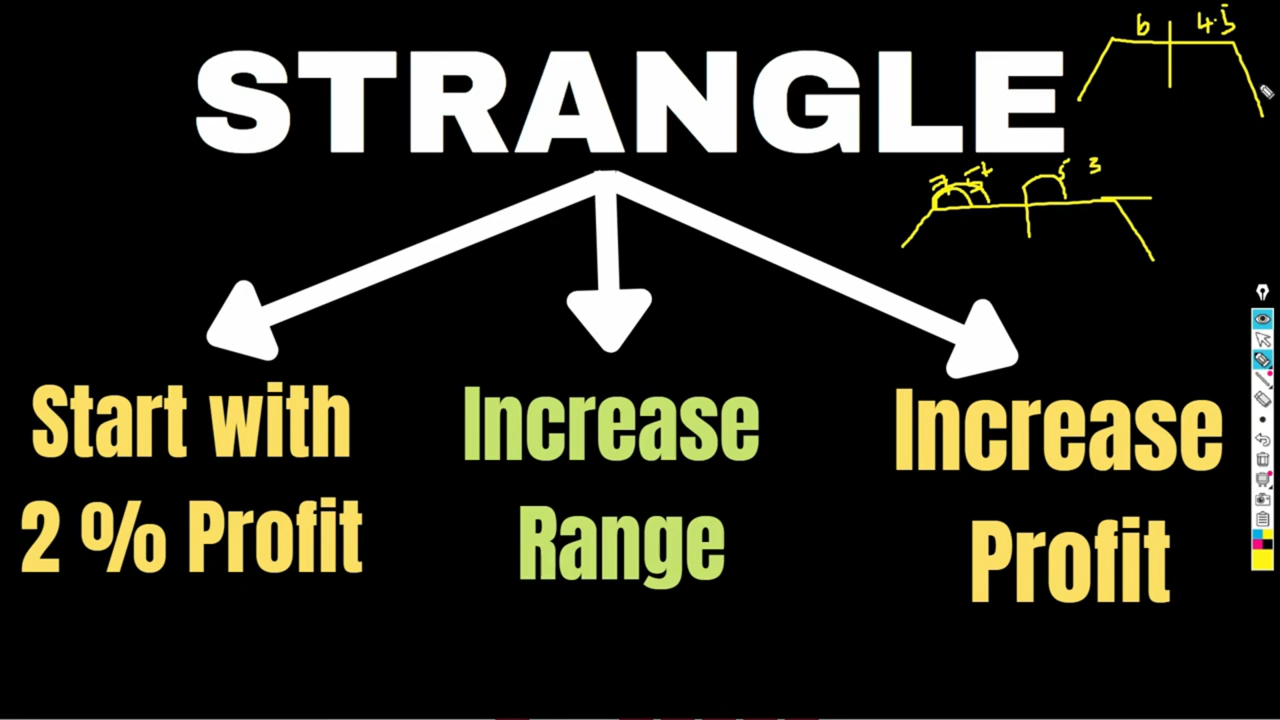 STRANGLE
6 4.5
3
Start with
2 % Profit
Increase
Range
Increase
Profit